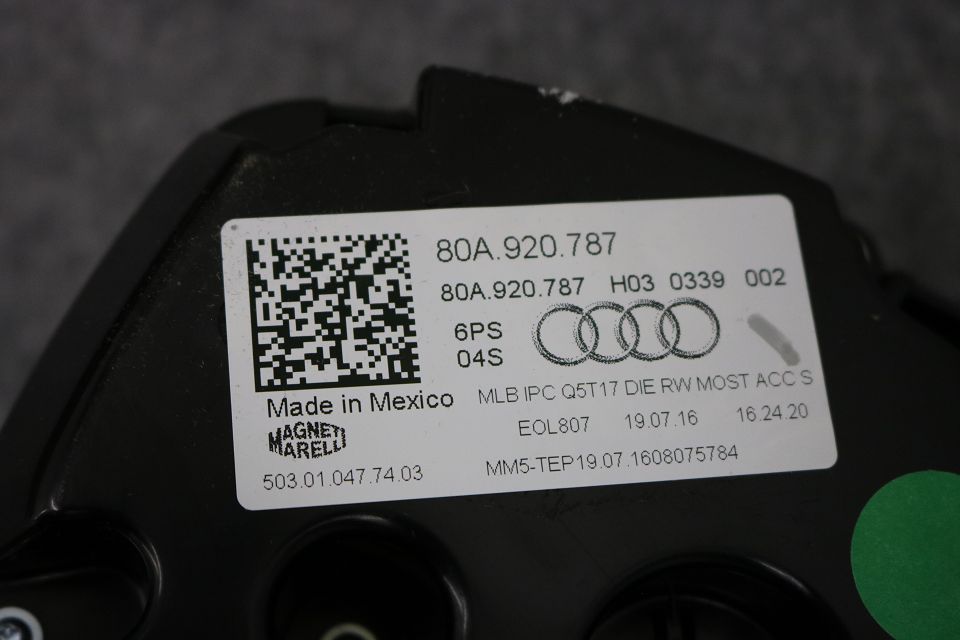 80A.920.787
80A.920.787 H03 0339 002
6PS
04S
MLB IPC Q5T17 DIE RW MOST ACC S
Made in Mexico
EOL807 19.07.16 16.24.20
MAGNETI
MARELLI
503.01.047.74.03
MM5-TEP19.07.1608075784